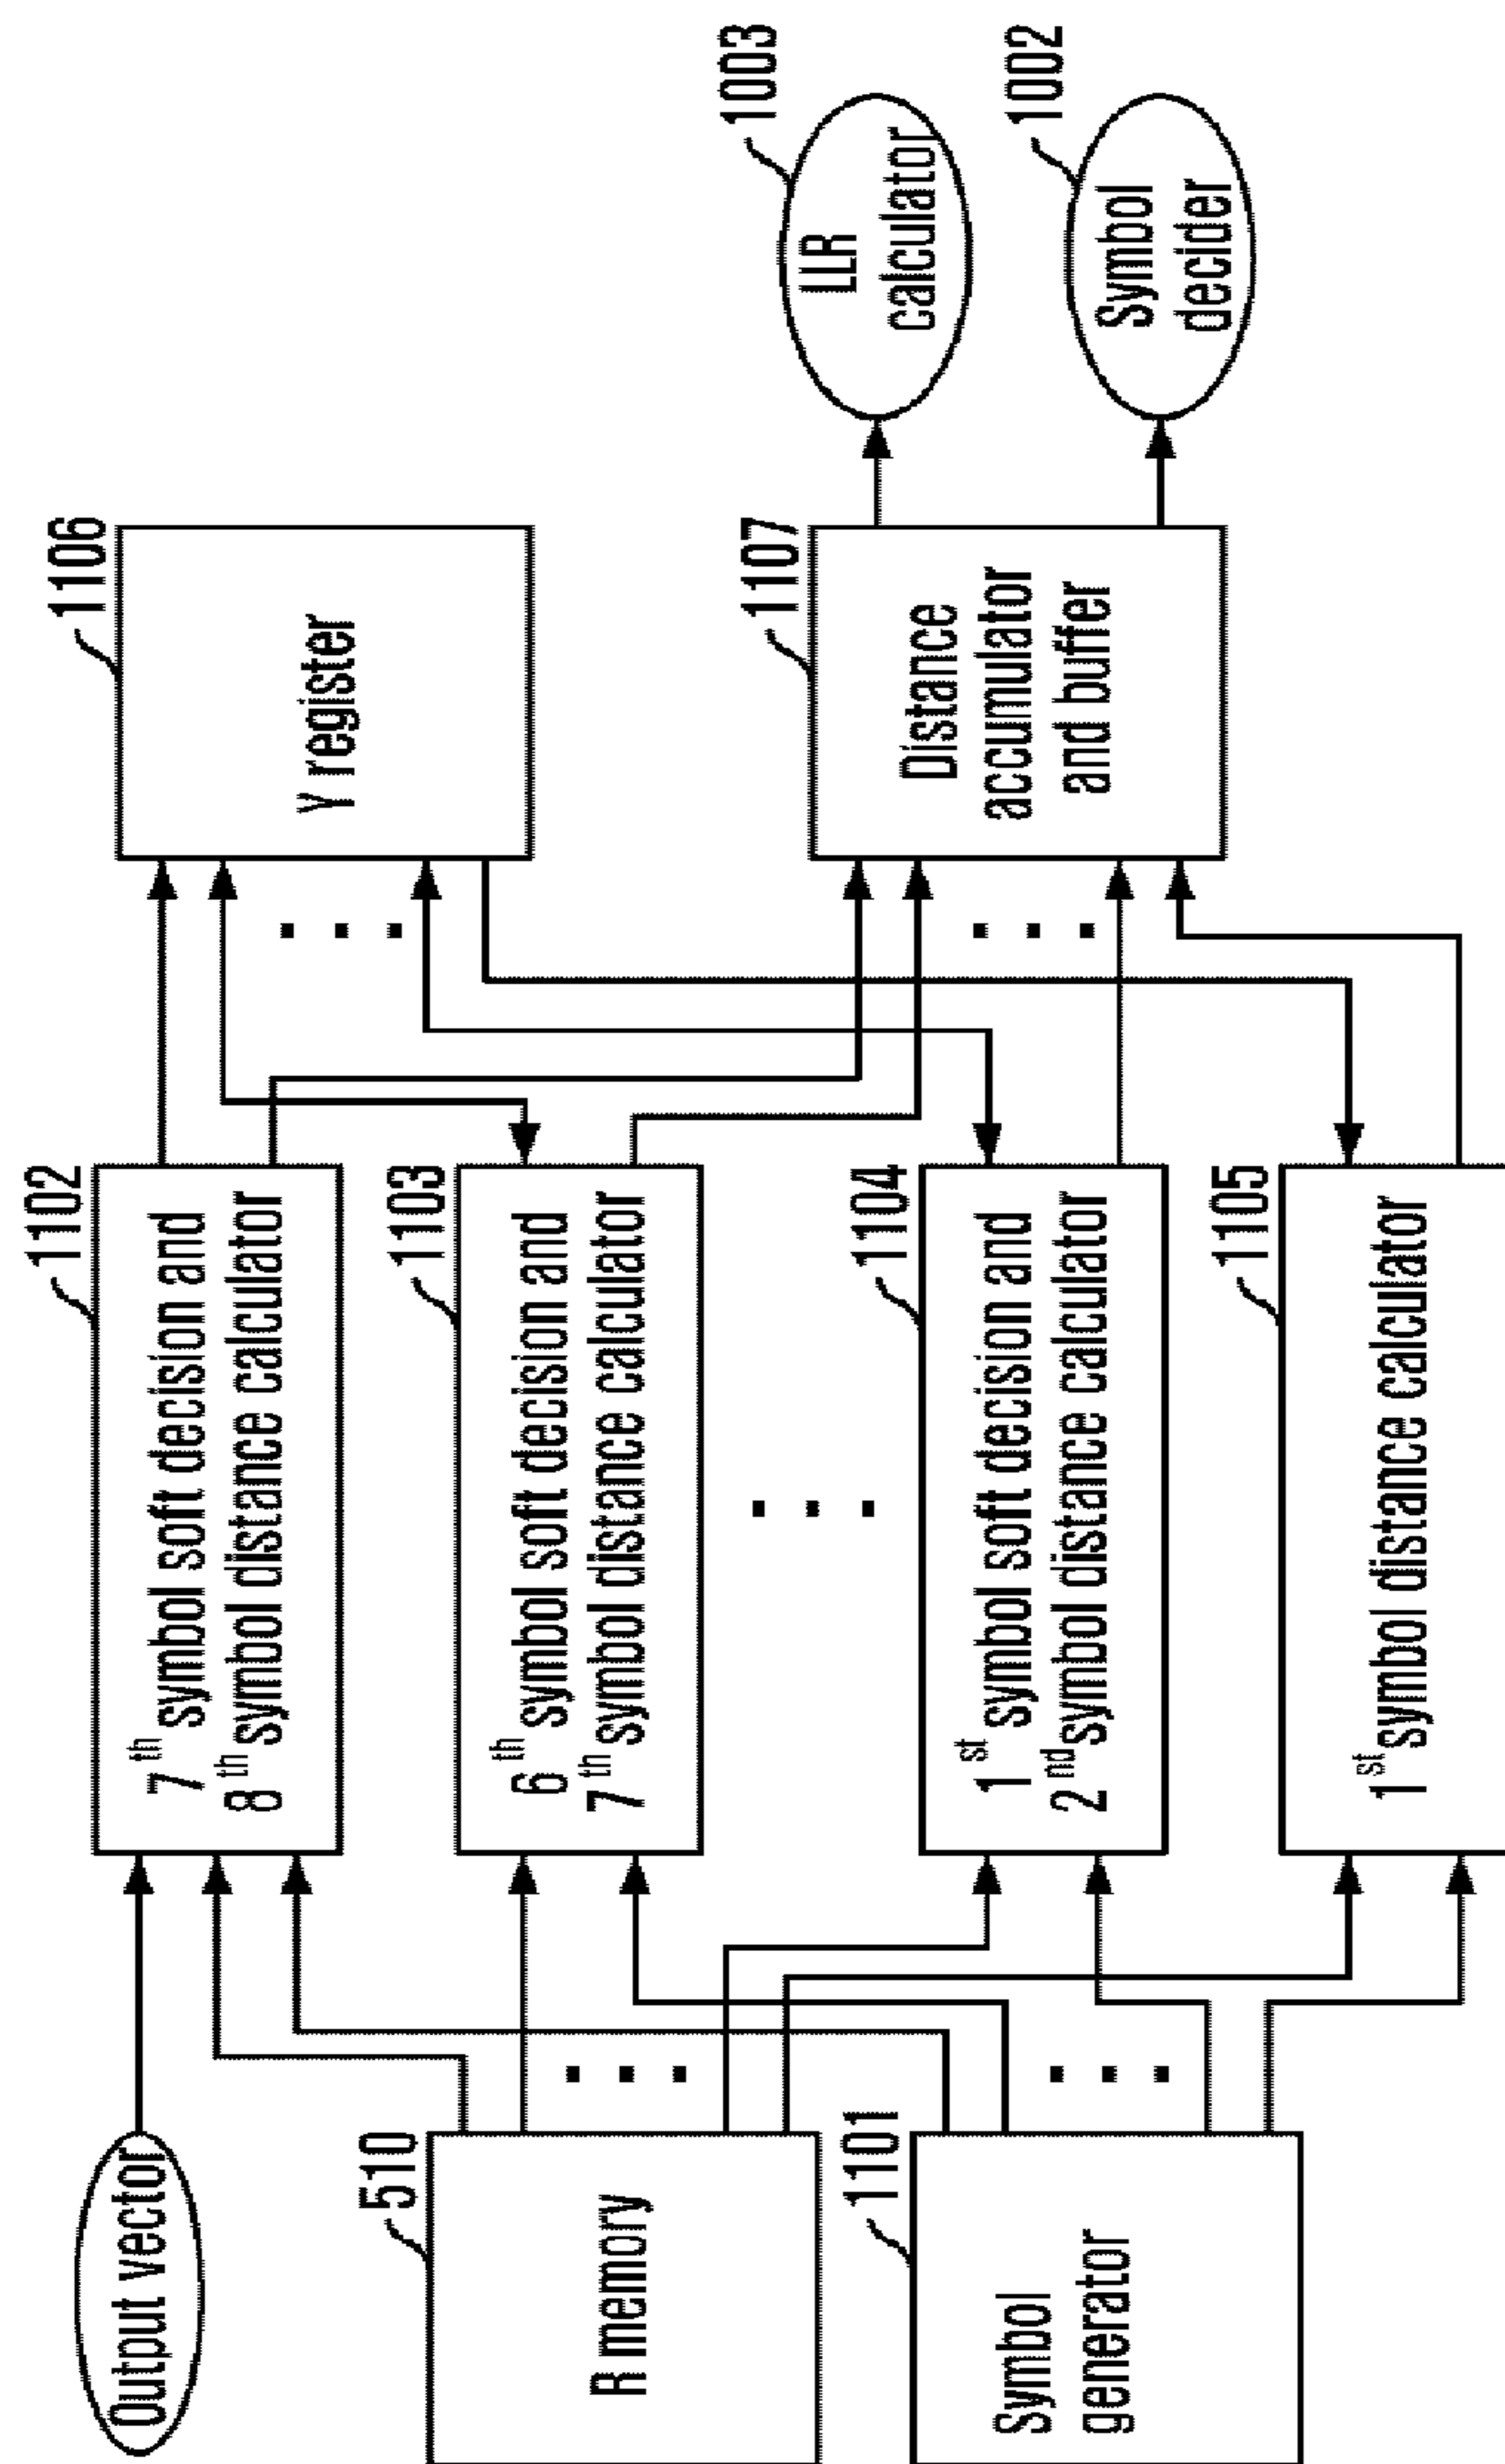 Output vector
510
R memory
1101
Symbol
generator
1102
7th symbol soft decision and
8th symbol distance calculator
1103
6th symbol soft decision and
7th symbol distance calculator
1104
1st symbol soft decision and
2nd symbol distance calculator
1105
1st symbol distance calculator
1106
Y register
1107
Distance
accumulator
and buffer
1003
LLR
calculator
1002
Symbol
decider